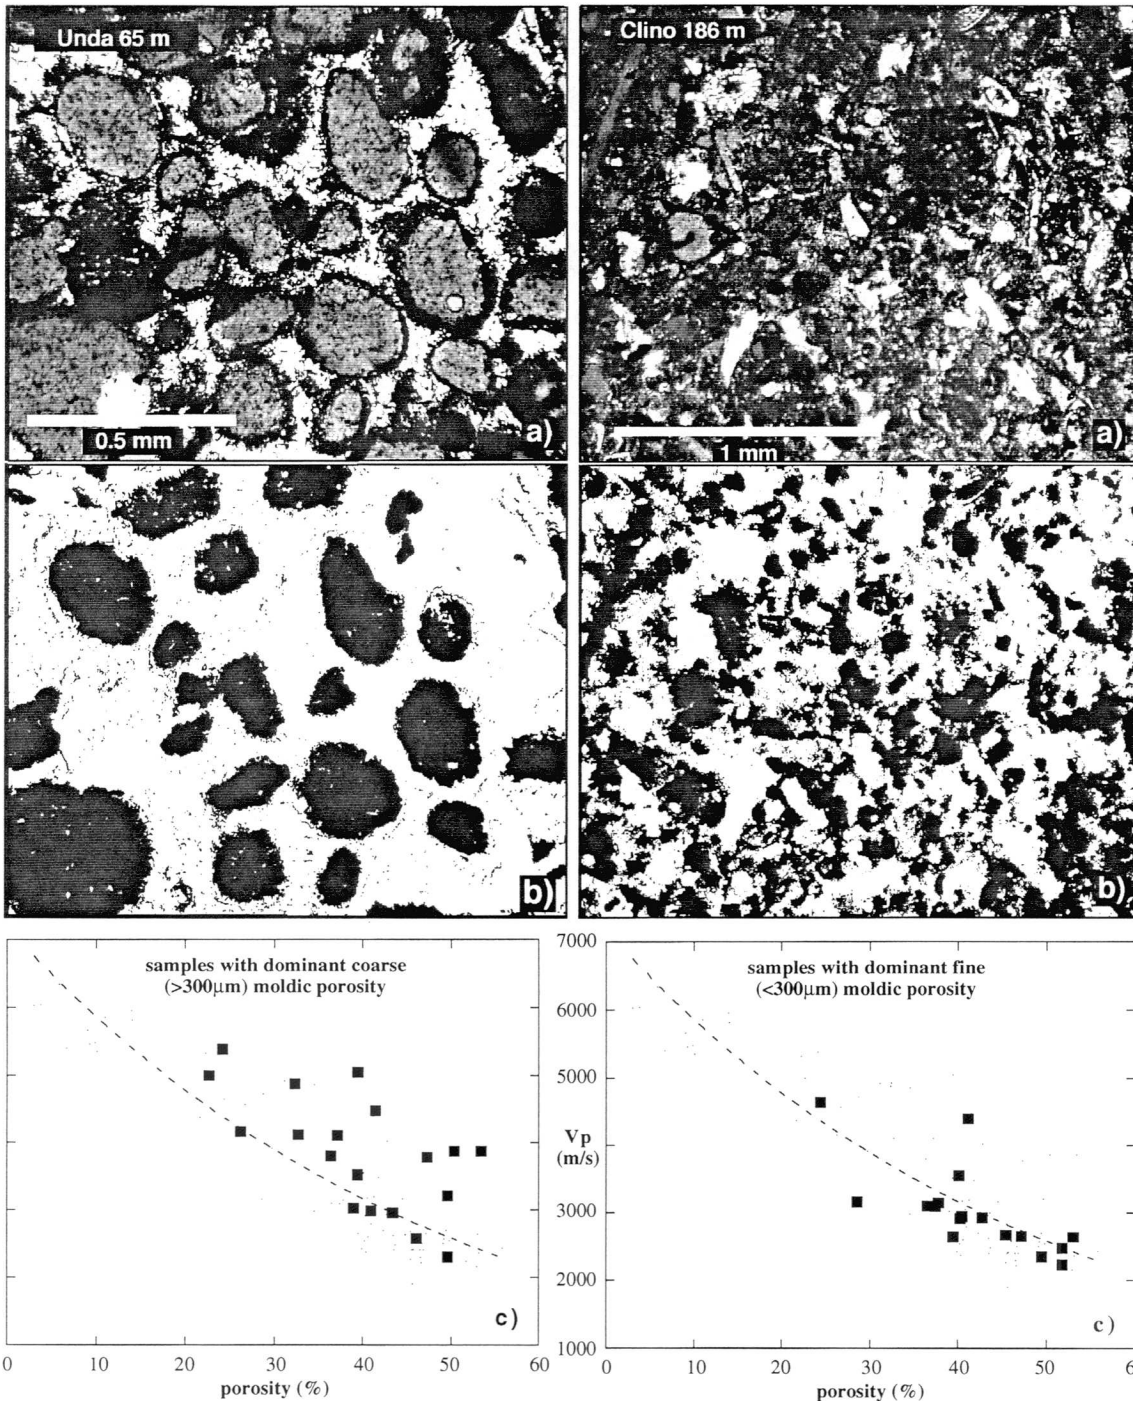 Unda 65 m
0.5 mm
a)
Clino 186 m
1 mm
a)
b)
b)
samples with dominant coarse
(>300μm) moldic porosity
c)
0 10 20 30 40 50 60
porosity (%)
7000
6000
5000
Vp
(m/s)
3000
2000
1000
samples with dominant fine
(<300μm) moldic porosity
c)
10 20 30 40 50 6
porosity (%)